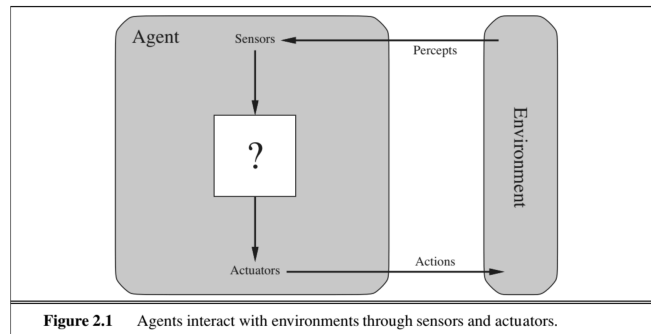 Agent
Sensors
Percepts
?
Environment
Actuators
Actions
Figure 2.1 Agents interact with environments through sensors and actuators.